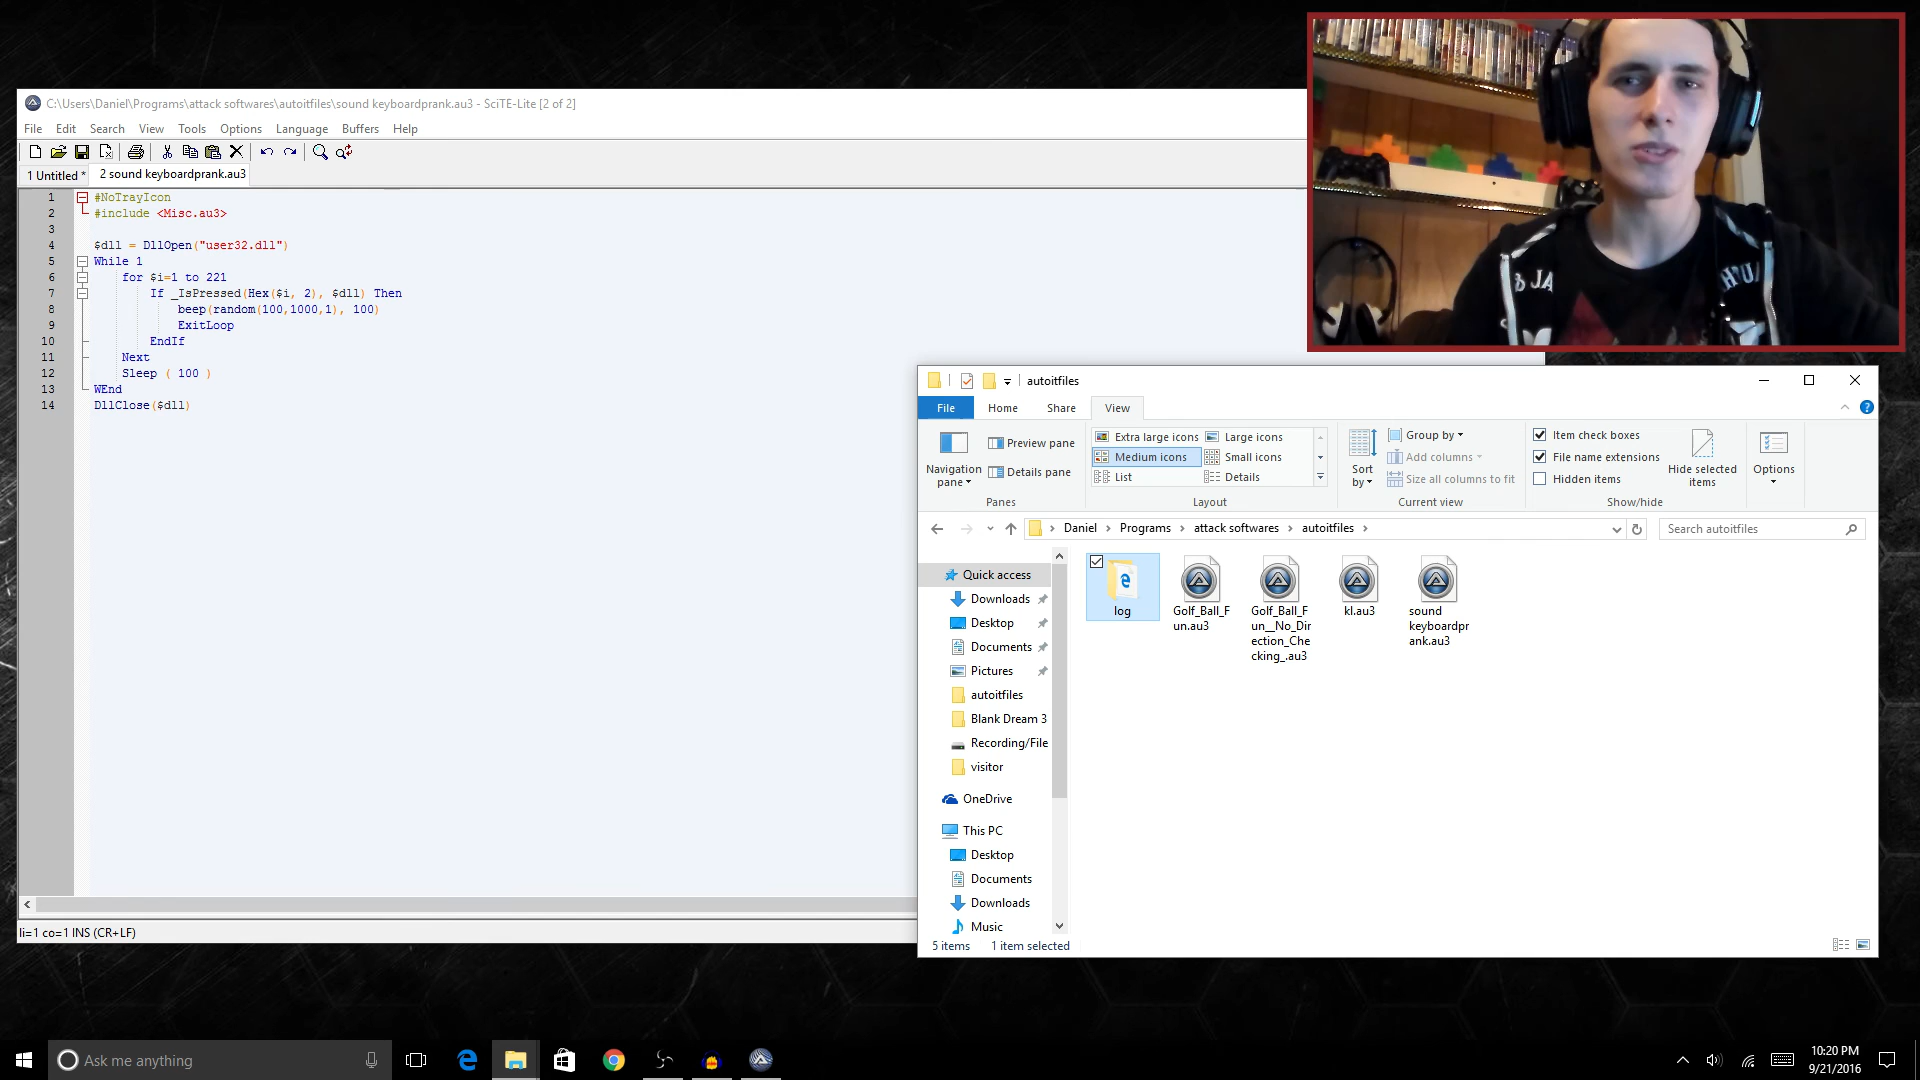 C:\Users\Daniel\Programs\attack softwares\autoitfiles\sound keyboardprank.au3 - SciTE-Lite [2 of 2]
File Edit Search View Tools Options Language Buffers Help
1 Untitled * 2 sound keyboardprank.au3
1 #NoTrayIcon
2 #include <Misc.au3>
3
4 $dll = DllOpen("user32.dll")
5 While 1
6 for $i=1 to 221
7 If _IsPressed(Hex($i, 2), $dll) Then
8 beep(random(100,1000,1), 100)
9 ExitLoop
10 EndIf
11 Next
12 Sleep ( 100 )
13 WEnd
14 DllClose($dll)
li=1 co=1 INS (CR+LF)
autoitfiles
File Home Share View
Navigation pane
Preview pane
Details pane
Panes
Extra large icons Large icons
Medium icons Small icons
List Details
Layout
Sort by
Group by
Add columns
Size all columns to fit
Current view
Item check boxes
File name extensions
Hidden items
Hide selected items
Show/hide
Options
Daniel > Programs > attack softwares > autoitfiles >
Search autoitfiles
Quick access
Downloads
Desktop
Documents
Pictures
autoitfiles
Blank Dream 3
Recording/File
visitor
OneDrive
This PC
Desktop
Documents
Downloads
Music
log
Golf_Ball_F
un.au3
Golf_Ball_F
un__No_Dir
ection_Che
cking_.au3
kl.au3
sound
keyboardpr
ank.au3
5 items 1 item selected
Ask me anything
10:20 PM
9/21/2016